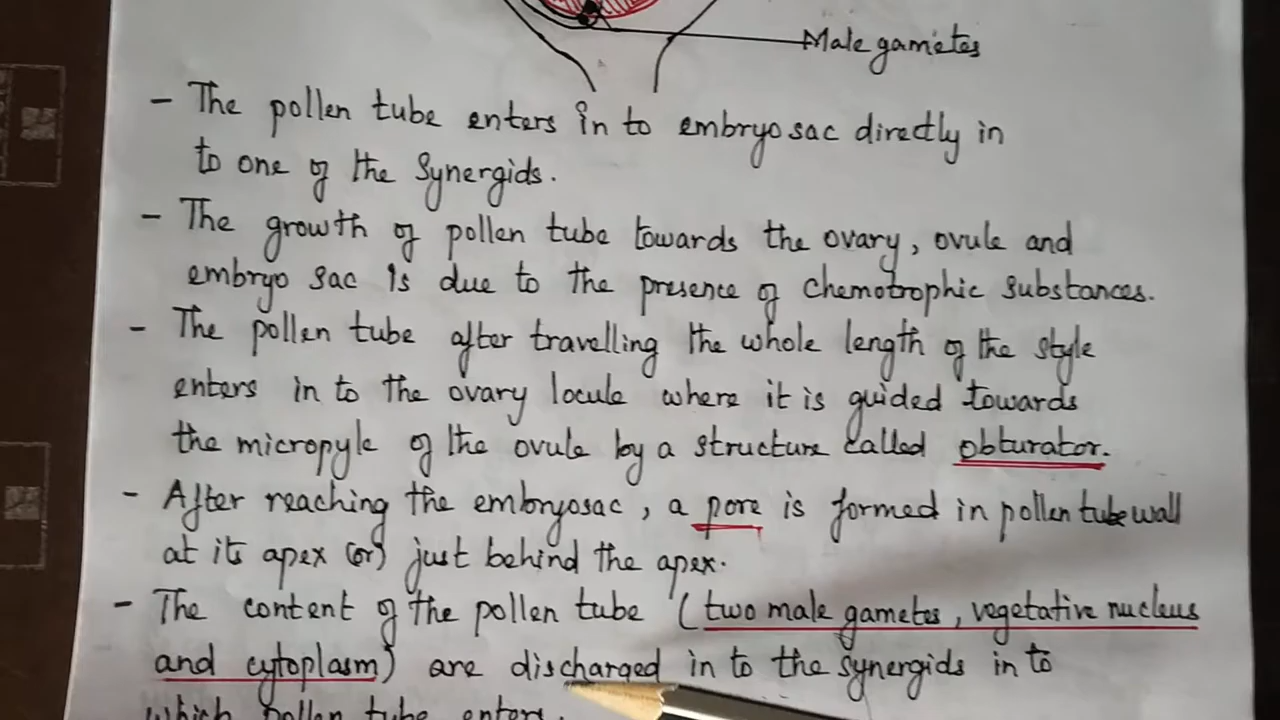 Male gametes
- The pollen tube enters in to embryo sac directly in
to one of the Synergids.
- The growth of pollen tube towards the ovary, ovule and
embryo sac is due to the presence of chemotrophic substances.
- The pollen tube after travelling the whole length of the style
enters in to the ovary locule where it is guided towards
the micropyle of the ovule by a structure called obturator.
- After reaching the embryosac, a pore is formed in pollen tube wall
at its apex (or) just behind the apex.
- The content of the pollen tube (two male gametes, vegetative nucleus
and cytoplasm) are discharged in to the synergids in to
which pollen tube enters.